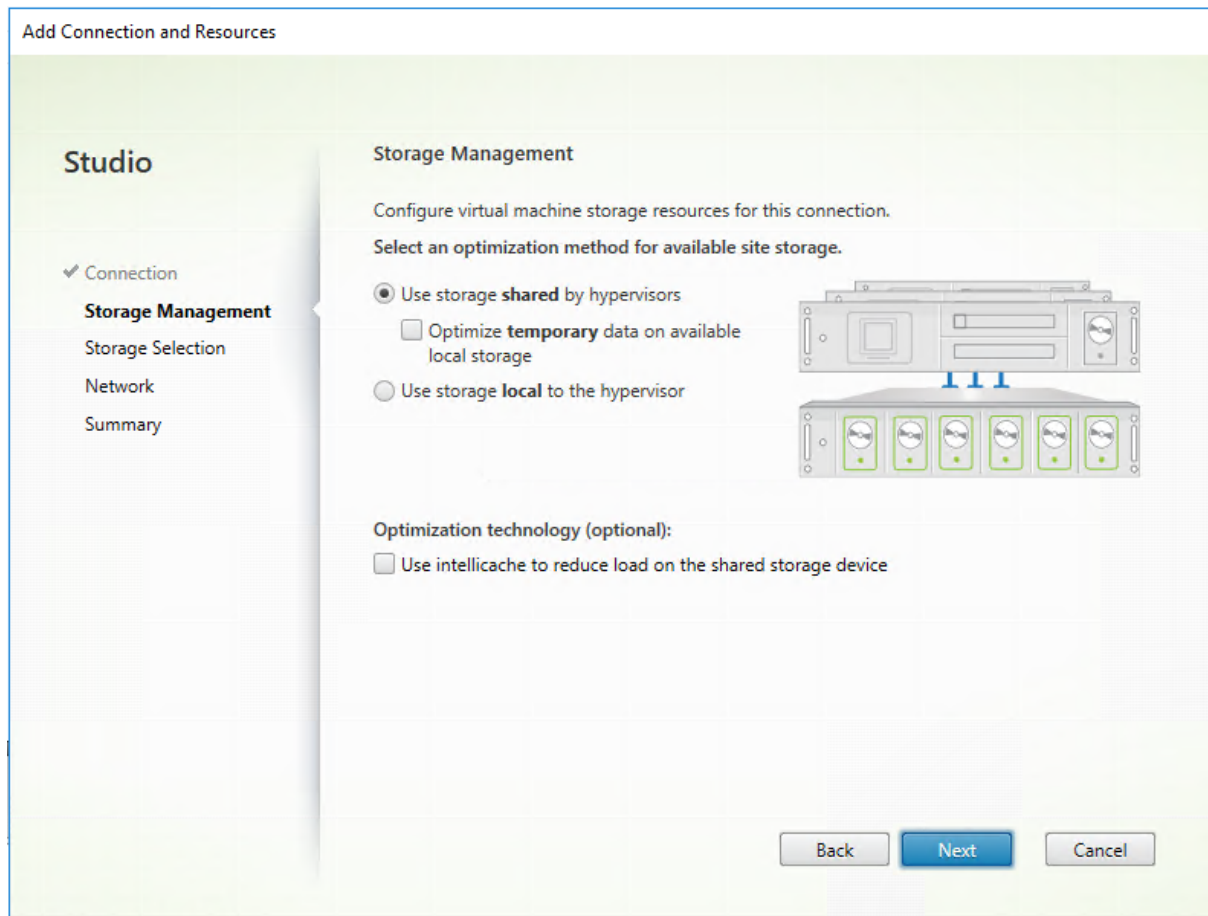 Add Connection and Resources
Studio
Connection
Storage Management
Storage Selection
Network
Summary
Storage Management
Configure virtual machine storage resources for this connection.
Select an optimization method for available site storage.
Use storage shared by hypervisors
Optimize temporary data on available
local storage
Use storage local to the hypervisor
Optimization technology (optional):
Use intellicache to reduce load on the shared storage device
Back
Next
Cancel